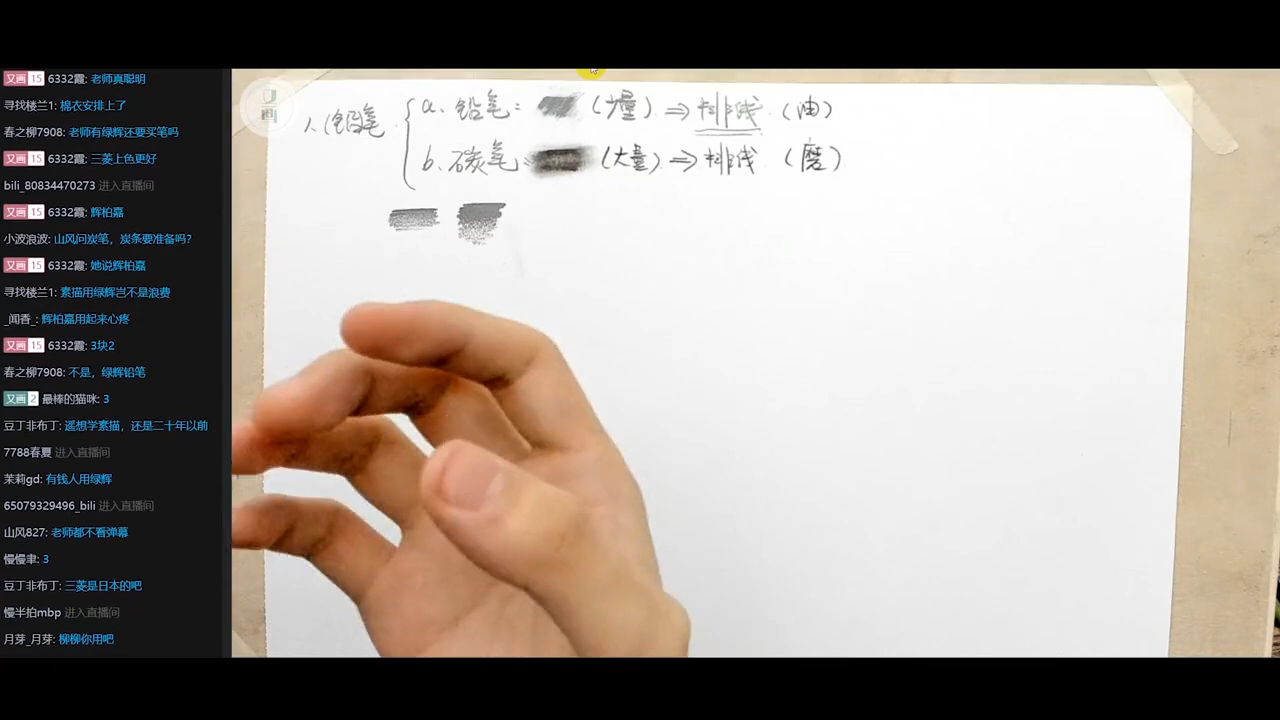 又画 15 6332霞: 老师真聪明
寻找楼兰1: 棉衣安排上了
春之柳7908: 老师有绿辉还要买笔吗
又画 15 6332霞: 三菱上色更好
bili_80834470273 进入直播间
又画 15 6332霞: 辉柏嘉
小波浪波: 山风问炭笔，炭条要准备吗?
又画 15 6332霞: 她说辉柏嘉
寻找楼兰1: 素描用绿辉岂不是浪费
_闻香_: 辉柏嘉用起来心疼
又画 15 6332霞: 3块2
春之柳7908: 不是，绿辉铅笔
又画 2 最棒的猫咪: 3
豆丁非布丁: 遥想学素描，还是二十年以前
7788春夏 进入直播间
茉莉gd: 有钱人用绿辉
65079329496_bili 进入直播间
山风827: 老师都不看弹幕
慢慢聿: 3
豆丁非布丁: 三菱是日本的吧
慢半拍mbp 进入直播间
月芽_月芽: 柳柳你用吧
又画
1、铅笔
a、铅笔: (少量) ⇒ 排线 (油)
b、碳笔: (大量) ⇒ 排线 (磨)